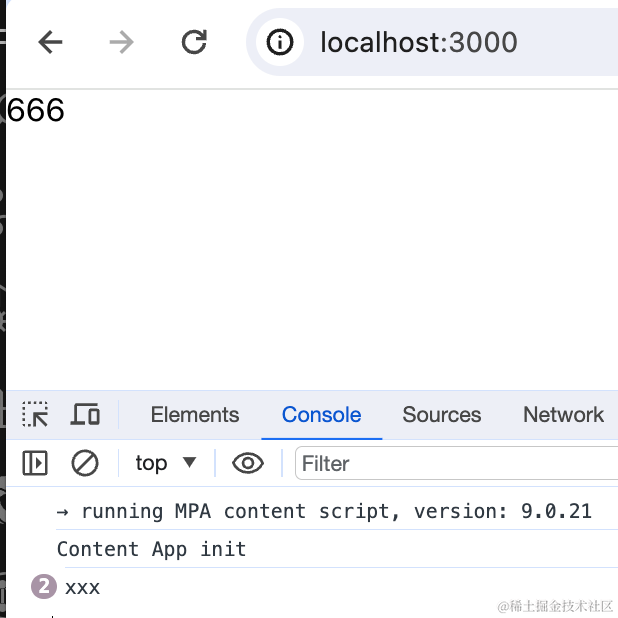 localhost:3000
666
Elements Console Sources Network
top Filter
→ running MPA content script, version: 9.0.21
Content App init
2 xxx
@稀土掘金技术社区